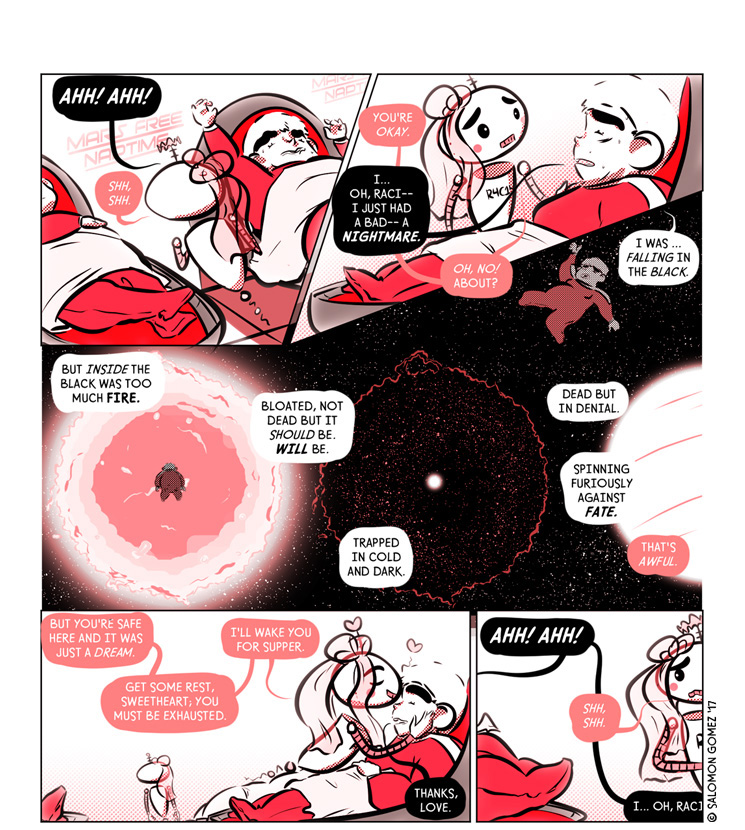 AHH! AHH!
MARS FREE
NAPTIME
SHH,
SHH.
MARS
NAPTI
YOU'RE
OKAY.
I...
OH, RACI--
I JUST HAD
A BAD-- A
NIGHTMARE.
R4C1
OH, NO!
ABOUT?
I WAS ...
FALLING IN
THE BLACK.
BUT INSIDE THE
BLACK WAS TOO
MUCH FIRE.
BLOATED, NOT
DEAD BUT IT
SHOULD BE.
WILL BE.
TRAPPED
IN COLD
AND DARK.
DEAD BUT
IN DENIAL.
SPINNING
FURIOUSLY
AGAINST
FATE.
THAT'S
AWFUL.
BUT YOU'RE SAFE
HERE AND IT WAS
JUST A DREAM.
I'LL WAKE YOU
FOR SUPPER.
GET SOME REST,
SWEETHEART; YOU
MUST BE EXHAUSTED.
THANKS,
LOVE.
AHH! AHH!
SHH,
SHH.
I... OH, RACI
© SALOMON GOMEZ '17